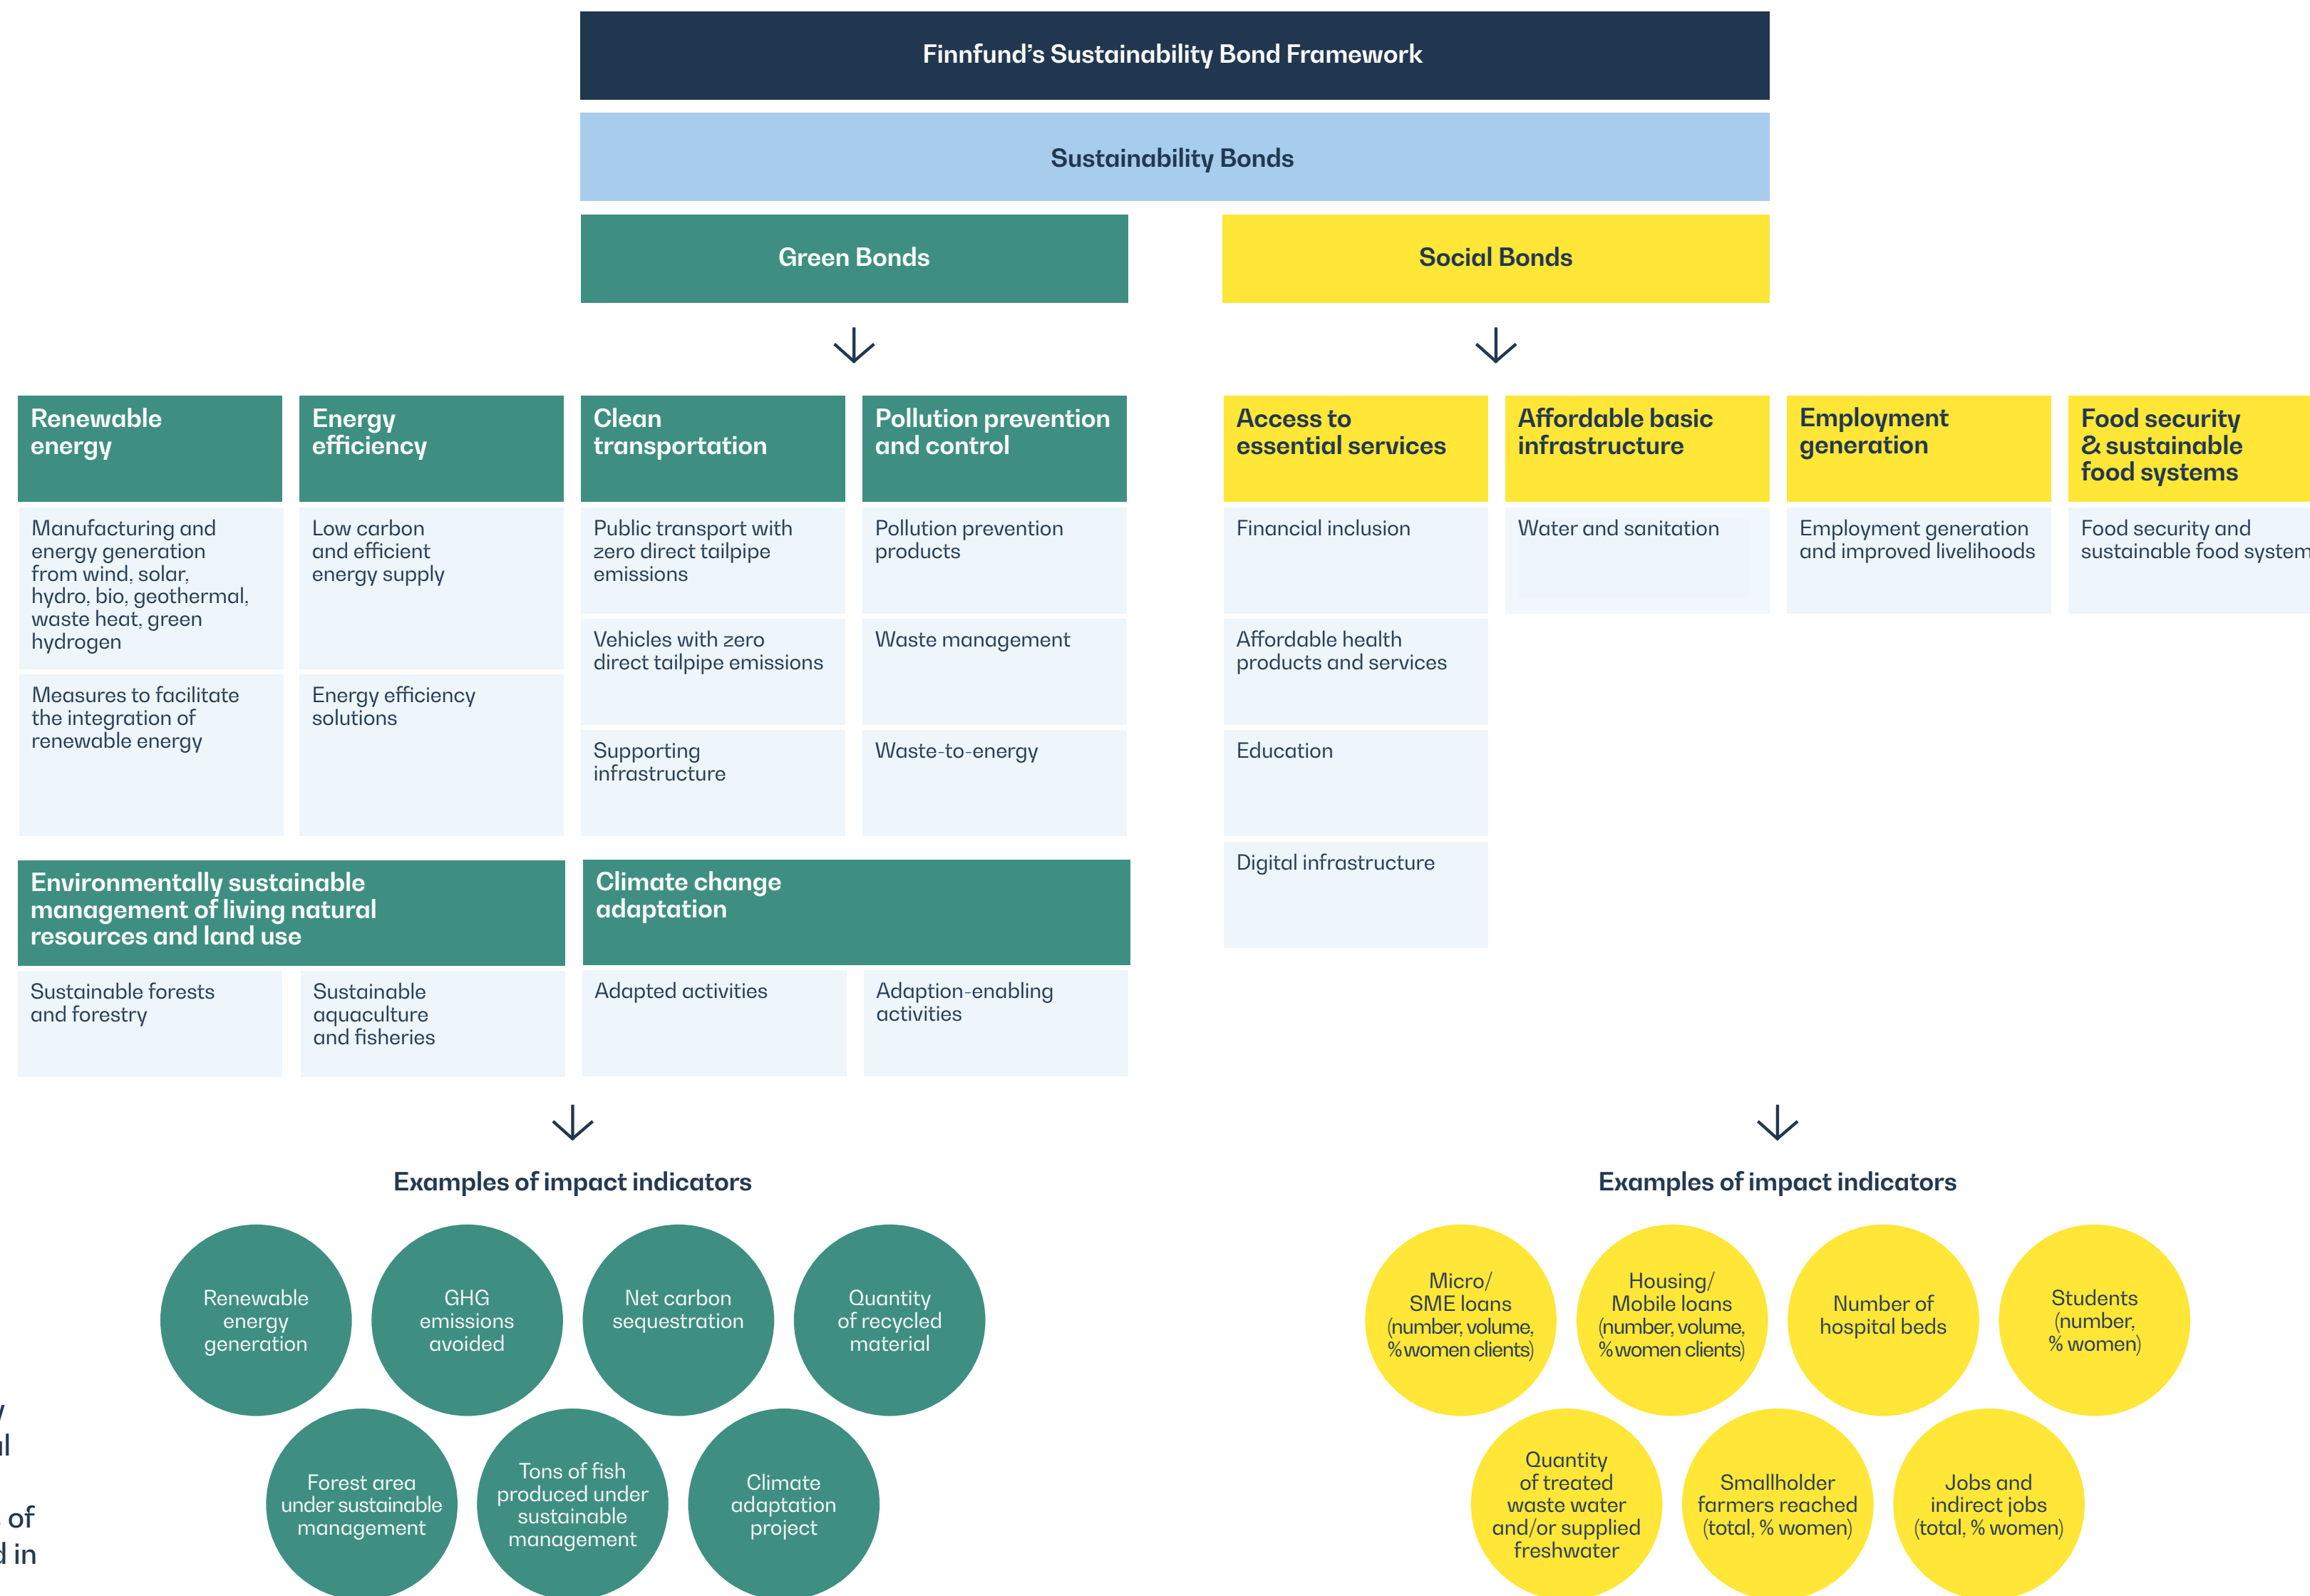 Finnfund’s Sustainability Bond Framework
Sustainability Bonds
Green Bonds
Social Bonds
Renewable
energy
Manufacturing and
energy generation
from wind, solar,
hydro, bio, geothermal,
waste heat, green
hydrogen
Measures to facilitate
the integration of
renewable energy
Energy
efficiency
Low carbon
and efficient
energy supply
Energy efficiency
solutions
Clean
transportation
Public transport with
zero direct tailpipe
emissions
Vehicles with zero
direct tailpipe emissions
Supporting
infrastructure
Pollution prevention
and control
Pollution prevention
products
Waste management
Waste-to-energy
Environmentally sustainable
management of living natural
resources and land use
Sustainable forests
and forestry
Sustainable
aquaculture
and fisheries
Climate change
adaptation
Adapted activities
Adaption-enabling
activities
Access to
essential services
Financial inclusion
Affordable health
products and services
Education
Digital infrastructure
Affordable basic
infrastructure
Water and sanitation
Employment
generation
Employment generation
and improved livelihoods
Food security
& sustainable
food systems
Food security and
sustainable food system
Examples of impact indicators
Renewable
energy
generation
GHG
emissions
avoided
Net carbon
sequestration
Quantity
of recycled
material
Forest area
under sustainable
management
Tons of fish
produced under
sustainable
management
Climate
adaptation
project
Examples of impact indicators
Micro/
SME loans
(number, volume,
% women clients)
Housing/
Mobile loans
(number, volume,
% women clients)
Number of
hospital beds
Students
(number,
% women)
Quantity
of treated
waste water
and/or supplied
freshwater
Smallholder
farmers reached
(total, % women)
Jobs and
indirect jobs
(total, % women)
of
in